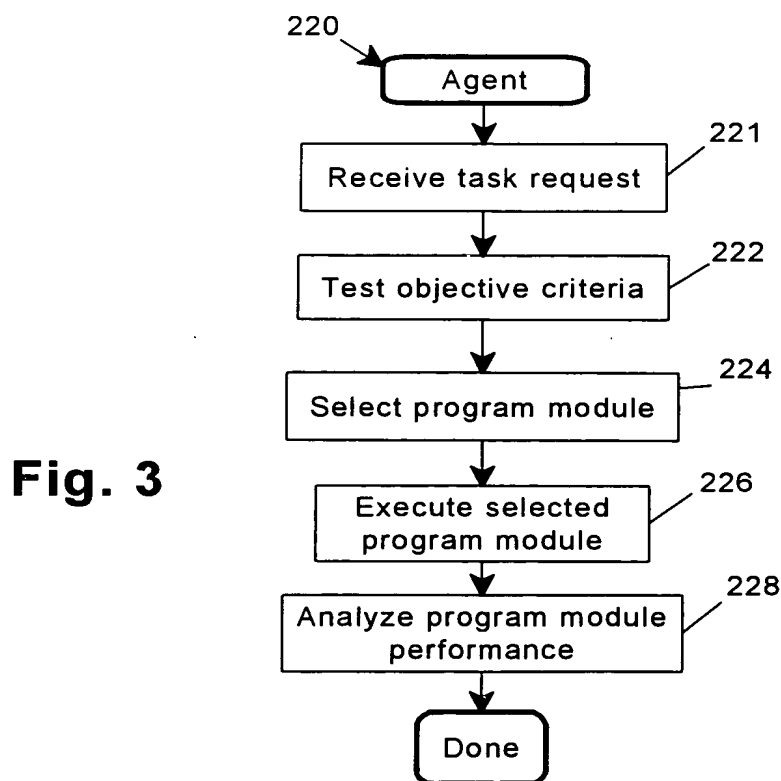 220
Agent
221
Receive task request
222
Test objective criteria
224
Select program module
Fig. 3
226
Execute selected
program module
228
Analyze program module
performance
Done